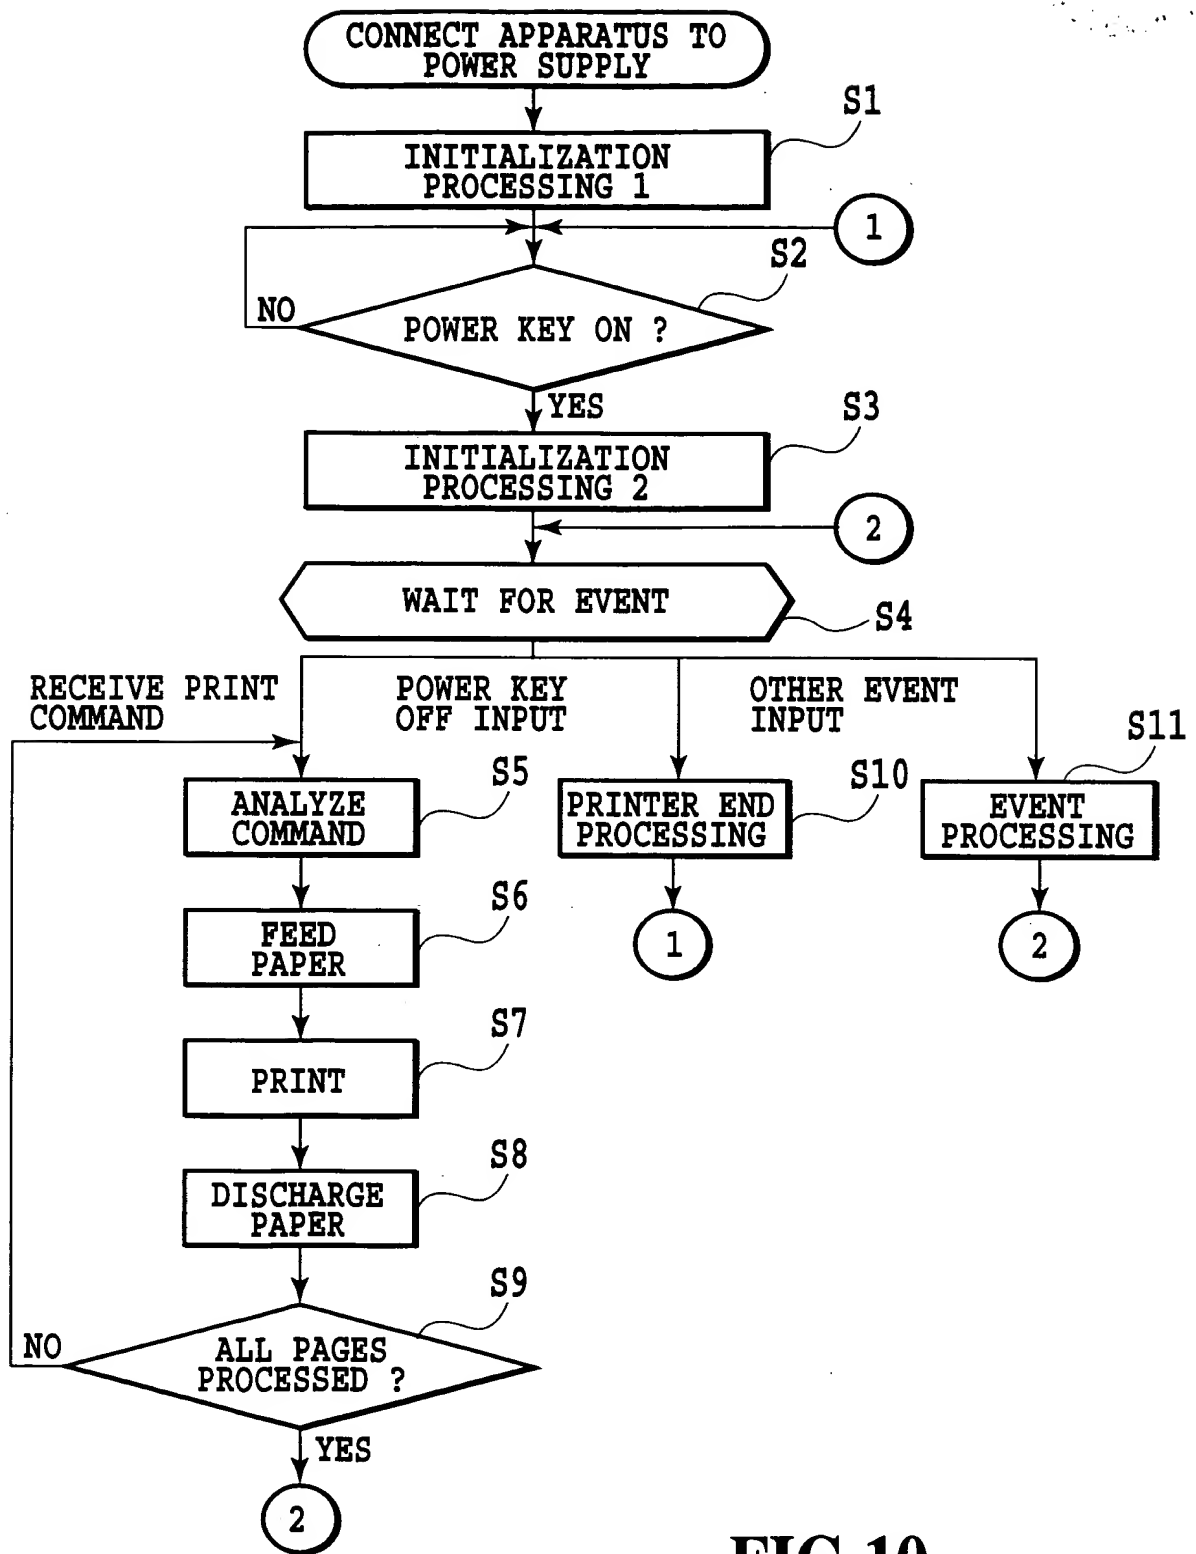 CONNECT APPARATUS TO
POWER SUPPLY
S1
INITIALIZATION
PROCESSING 1
1
S2
NO
POWER KEY ON ?
YES
S3
INITIALIZATION
PROCESSING 2
2
WAIT FOR EVENT
S4
RECEIVE PRINT
COMMAND
POWER KEY
OFF INPUT
OTHER EVENT
INPUT
S5
ANALYZE
COMMAND
S10
PRINTER END
PROCESSING
S11
EVENT
PROCESSING
S6
FEED
PAPER
1
2
S7
PRINT
S8
DISCHARGE
PAPER
S9
NO
ALL PAGES
PROCESSED ?
YES
2